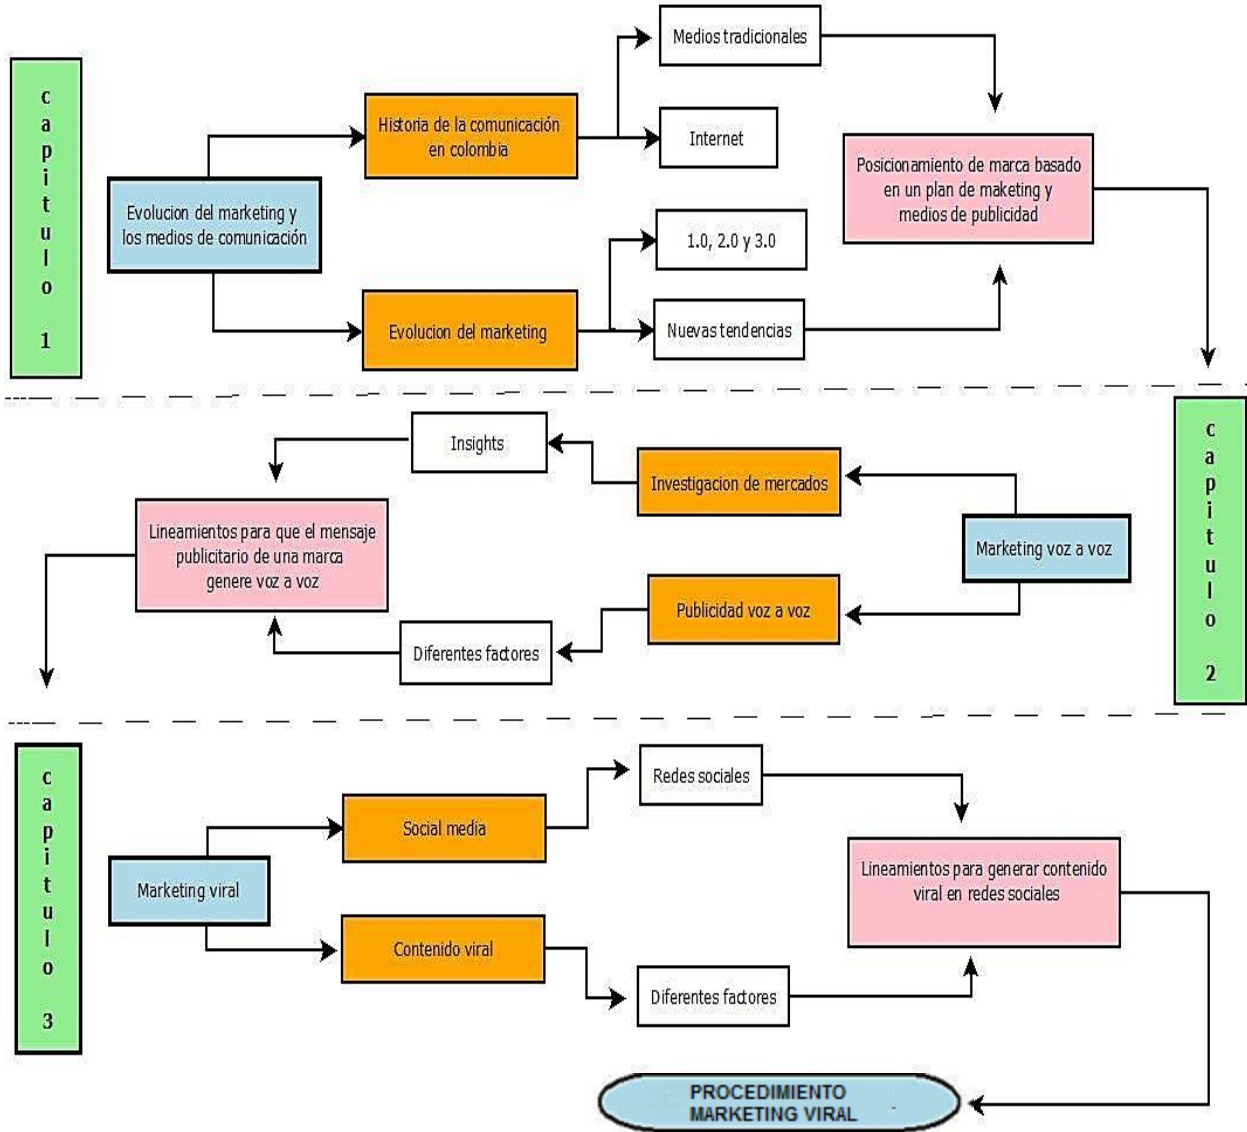 capitulo 1
Medios tradicionales
Historia de la comunicación
en colombia
Internet
Evolucion del marketing y
los medios de comunicación
Posicionamiento de marca basado
en un plan de maketing y
medios de publicidad
1.0, 2.0 y 3.0
Evolucion del marketing
Nuevas tendencias
capitulo 2
Marketing voz a voz
Investigacion de mercados
Insights
Publicidad voz a voz
Diferentes factores
Lineamientos para que el mensaje
publicitario de una marca
genere voz a voz
capitulo 3
Marketing viral
Social media
Redes sociales
Contenido viral
Diferentes factores
Lineamientos para generar contenido
viral en redes sociales
PROCEDIMIENTO
MARKETING VIRAL